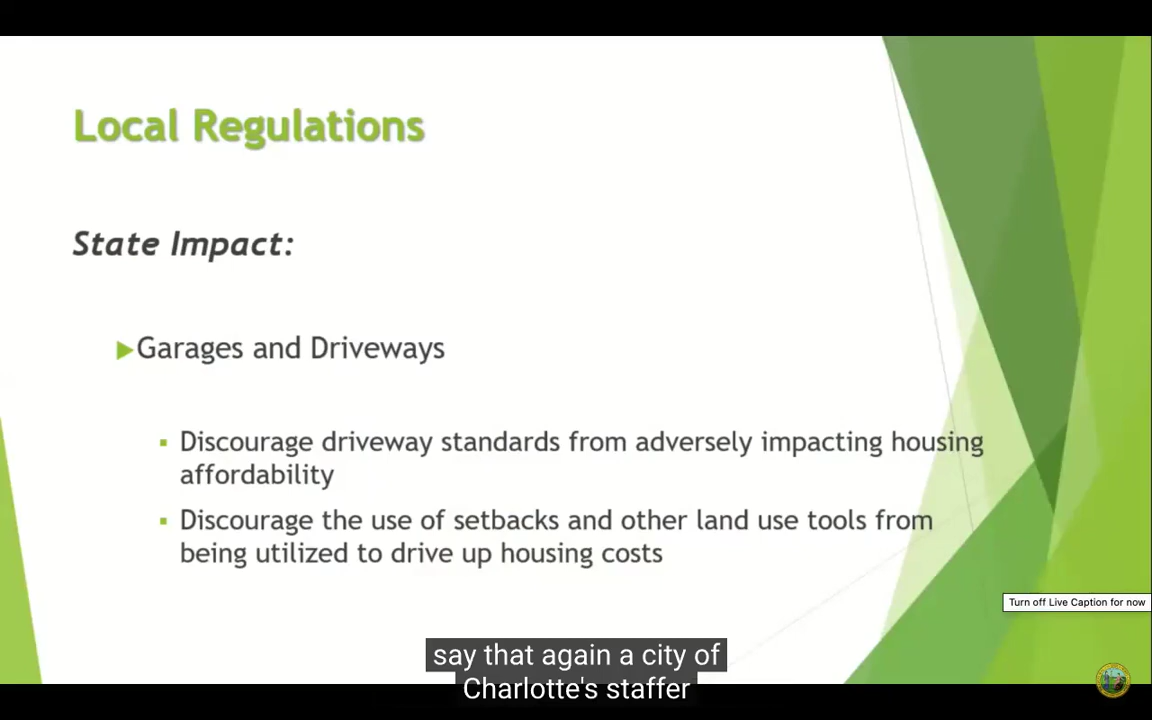 Local Regulations
State Impact:
Garages and Driveways
Discourage driveway standards from adversely impacting housing
affordability
Discourage the use of setbacks and other land use tools from
being utilized to drive up housing costs
Turn off Live Caption for now
say that again a city of
Charlotte's staffer